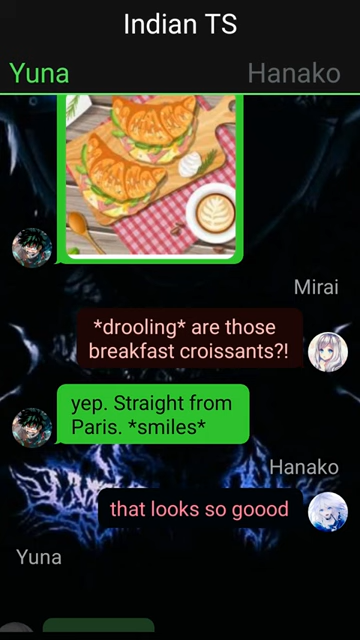 Indian TS
Yuna
Hanako
Mirai
*drooling* are those
breakfast croissants?!
yep. Straight from
Paris. *smiles*
Hanako
that looks so goood
Yuna